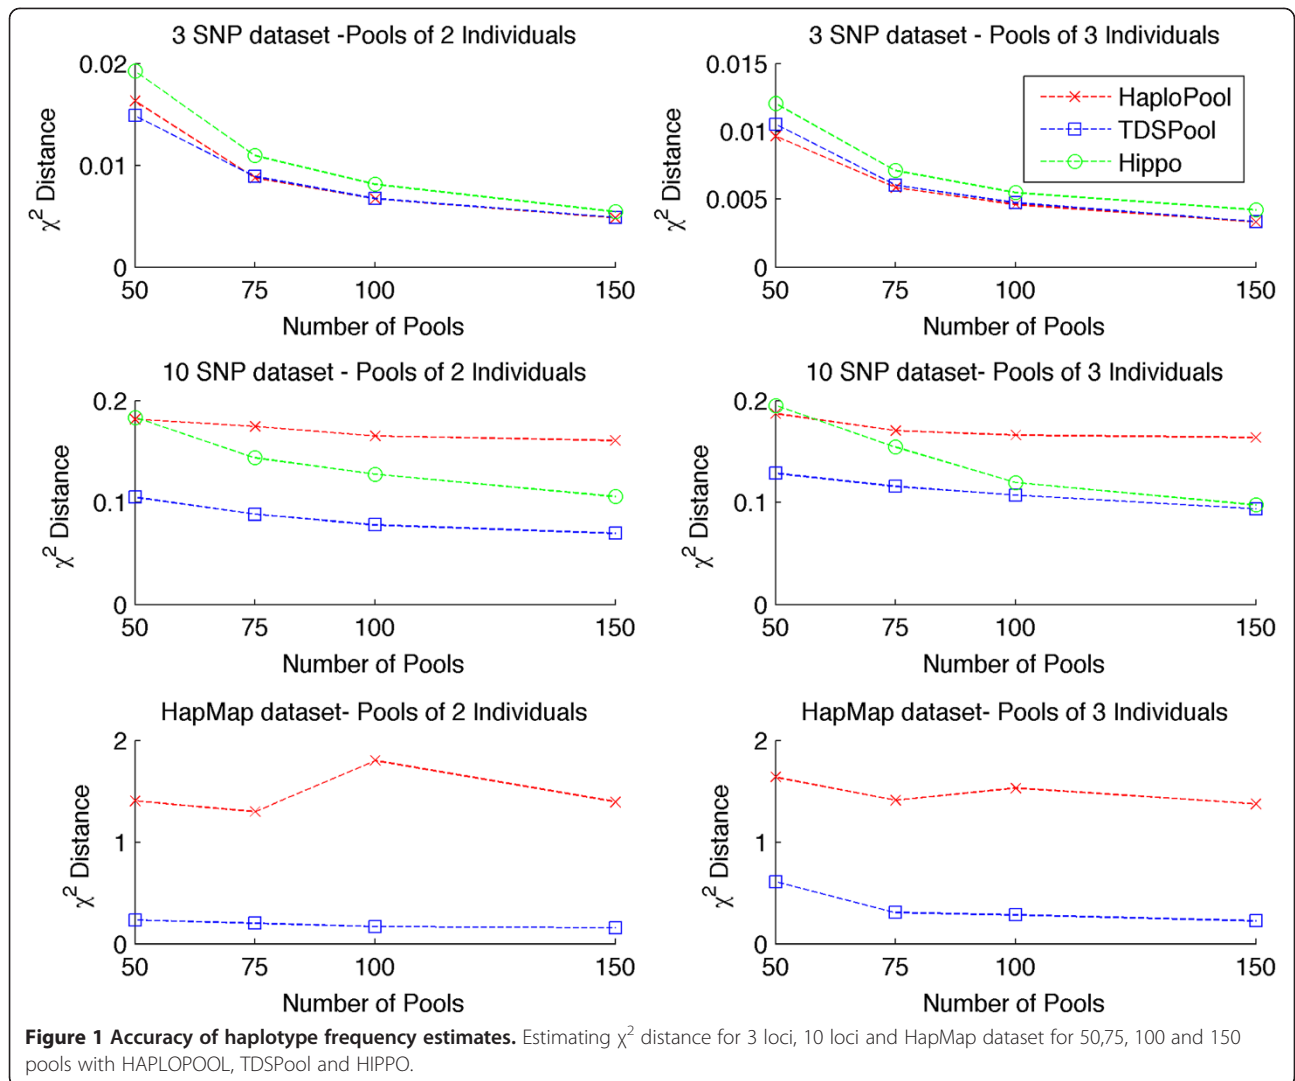 3 SNP dataset -Pools of 2 Individuals
0.02
0.01
0
χ² Distance
50 75 100 150
Number of Pools
3 SNP dataset - Pools of 3 Individuals
0.015
0.01
0.005
0
χ² Distance
50 75 100 150
Number of Pools
HaploPool
TDSPool
Hippo
10 SNP dataset - Pools of 2 Individuals
0.2
0.1
0
χ² Distance
50 75 100 150
Number of Pools
10 SNP dataset- Pools of 3 Individuals
0.2
0.1
0
χ² Distance
50 75 100 150
Number of Pools
HapMap dataset- Pools of 2 Individuals
2
1
0
χ² Distance
50 75 100 150
Number of Pools
HapMap dataset- Pools of 3 Individuals
2
1
0
χ² Distance
50 75 100 150
Number of Pools
Figure 1 Accuracy of haplotype frequency estimates. Estimating χ² distance for 3 loci, 10 loci and HapMap dataset for 50,75, 100 and 150
pools with HAPLOPOOL, TDSPool and HIPPO.